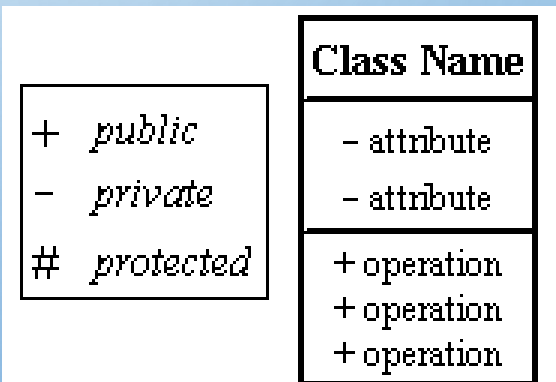 + public
- private
# protected
Class Name
- attribute
- attribute
+ operation
+ operation
+ operation